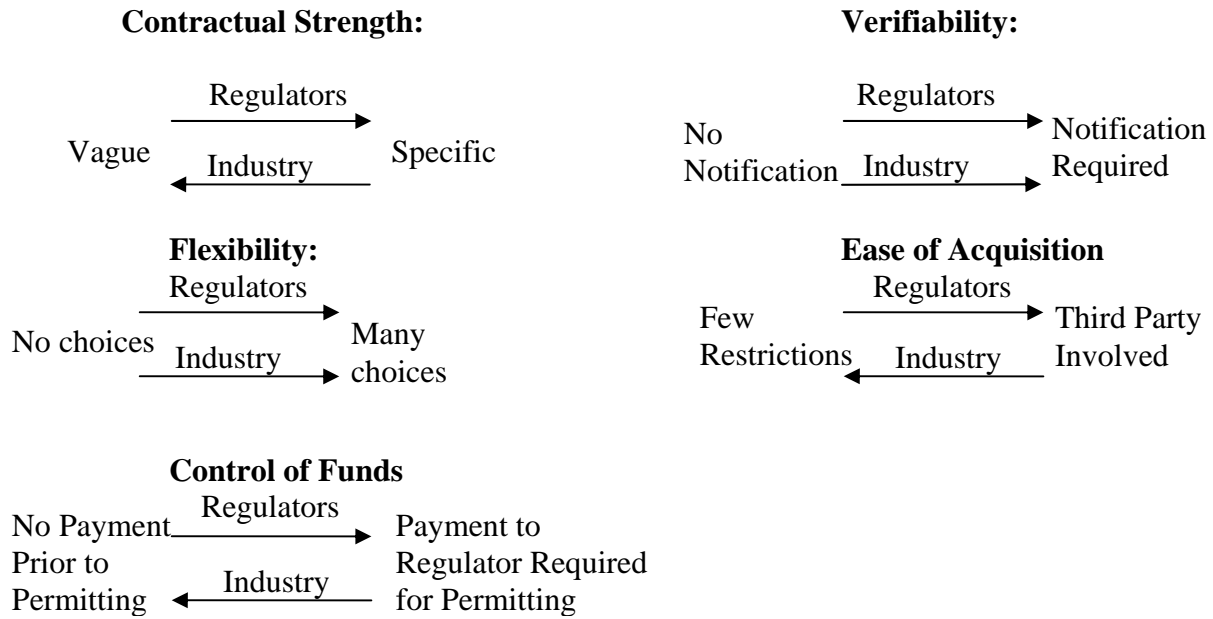 Contractual Strength:
Regulators
Vague
Specific
Industry
Verifiability:
Regulators
No
Notification
Notification
Required
Industry
Flexibility:
Regulators
No choices
Many
choices
Industry
Ease of Acquisition
Regulators
Few
Restrictions
Third Party
Involved
Industry
Control of Funds
Regulators
No Payment
Prior to
Permitting
Payment to
Regulator Required
for Permitting
Industry